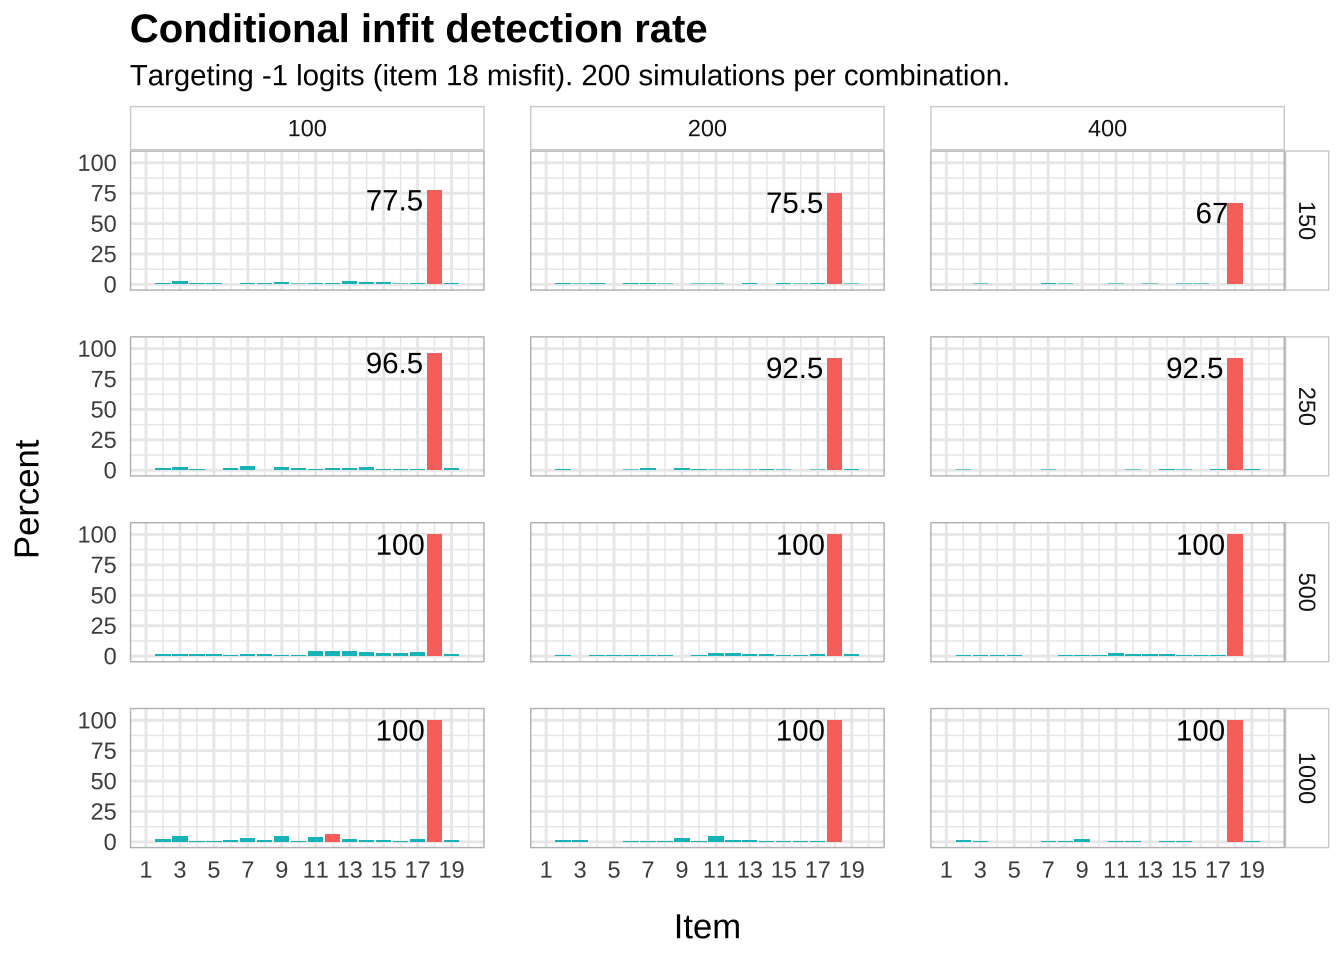 Conditional infit detection rate
Targeting -1 logits (item 18 misfit). 200 simulations per combination.
100 200 400
100 75 50 25 0 77.5 75.5 67 150
100 75 50 25 0 96.5 92.5 92.5 250
100 75 50 25 0 100 100 100 500
100 75 50 25 0 100 100 100 1000
1 3 5 7 9 11 13 15 17 19 1 3 5 7 9 11 13 15 17 19 1 3 5 7 9 11 13 15 17 19
Percent
Item